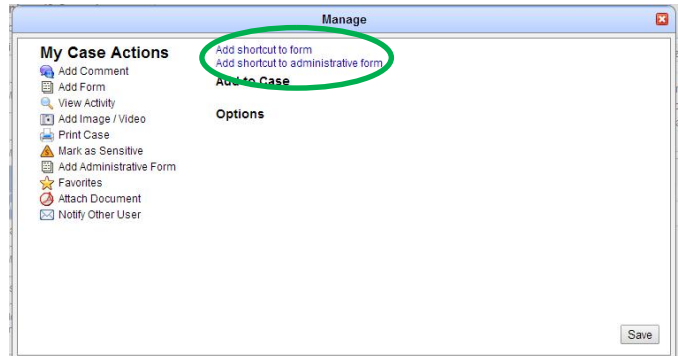 Manage
My Case Actions
Add Comment
Add Form
View Activity
Add Image / Video
Print Case
Mark as Sensitive
Add Administrative Form
Favorites
Attach Document
Notify Other User
Add shortcut to form
Add shortcut to administrative form
Add to Case
Options
Save